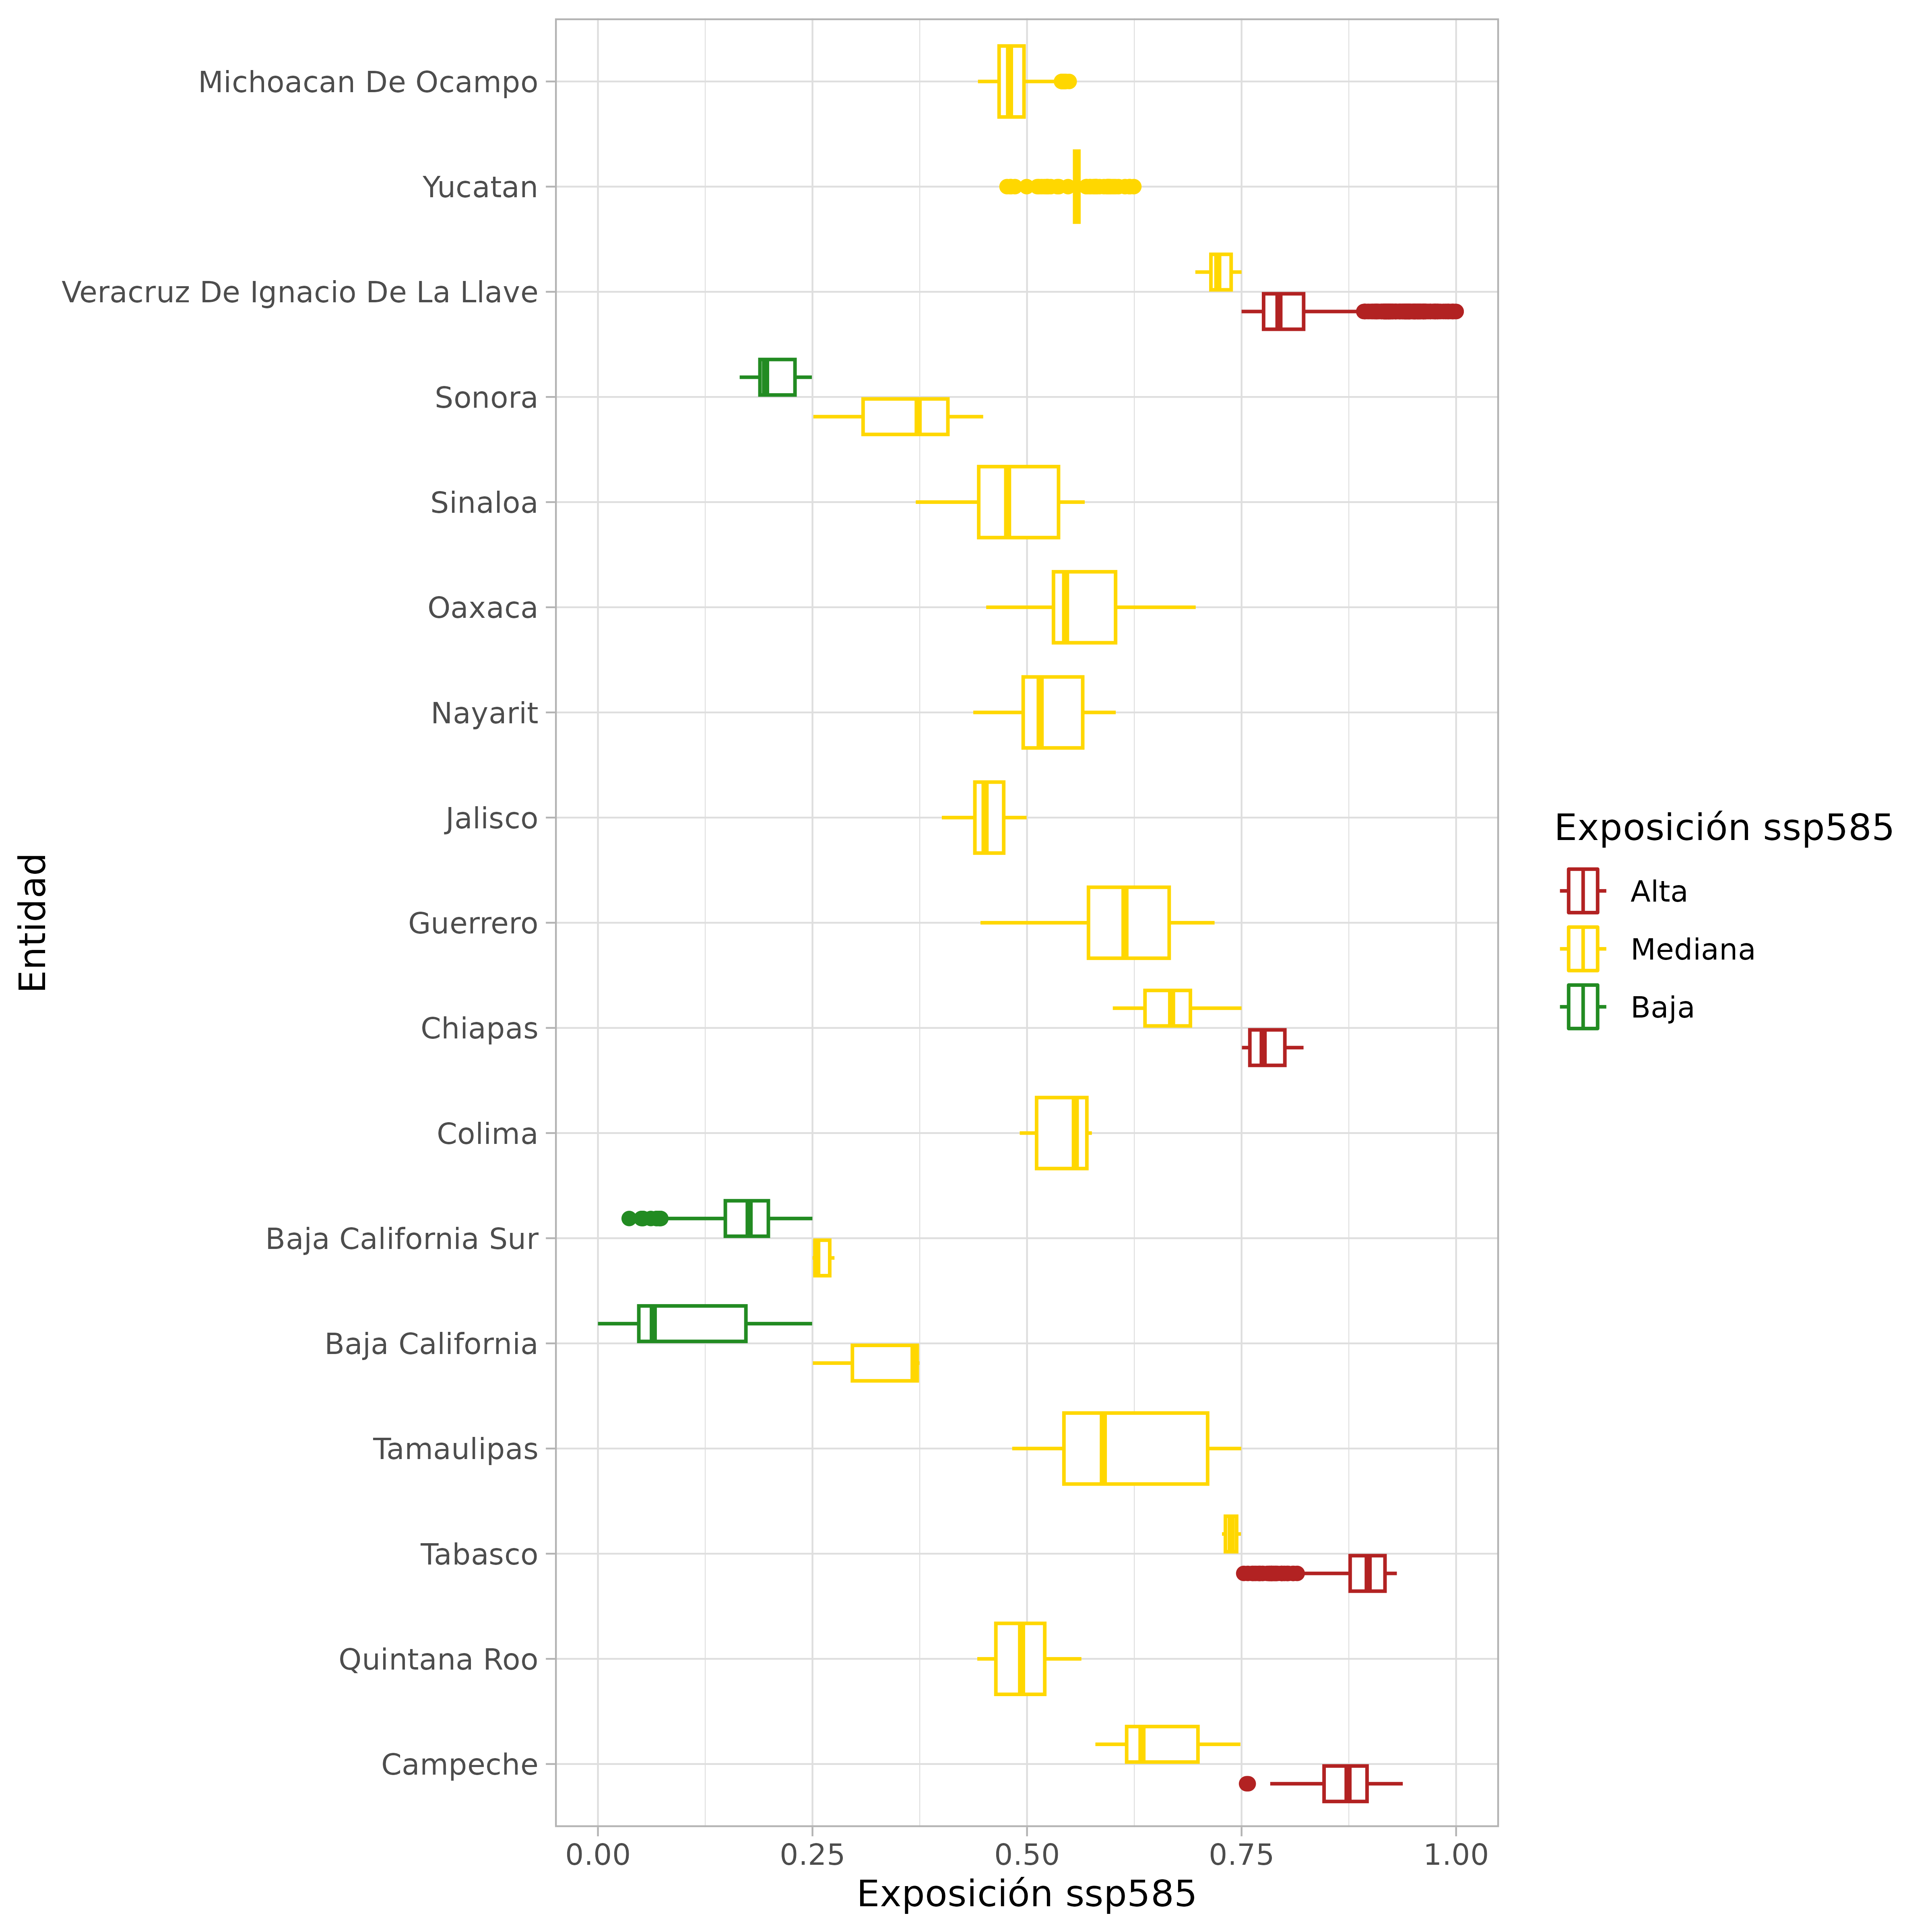 Michoacan De Ocampo
Yucatan
Veracruz De Ignacio De La Llave
Sonora
Sinaloa
Oaxaca
Nayarit
Jalisco
Guerrero
Chiapas
Colima
Baja California Sur
Baja California
Tamaulipas
Tabasco
Quintana Roo
Campeche
Entidad
0.00 0.25 0.50 0.75 1.00
Exposición ssp585
Exposición ssp585
Alta
Mediana
Baja